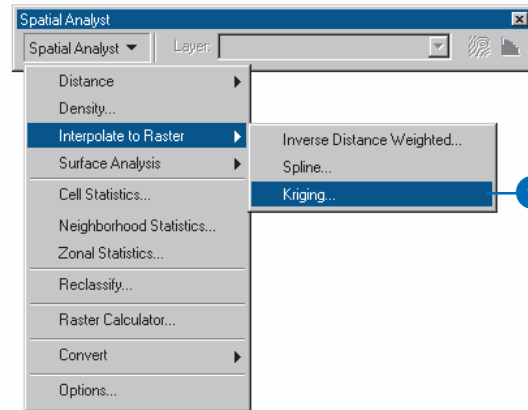 Spatial Analyst
Spatial Analyst
Layer:
Distance
Density...
Interpolate to Raster
Surface Analysis
Cell Statistics...
Neighborhood Statistics...
Zonal Statistics...
Reclassify...
Raster Calculator...
Convert
Options...
Inverse Distance Weighted...
Spline...
Kriging...